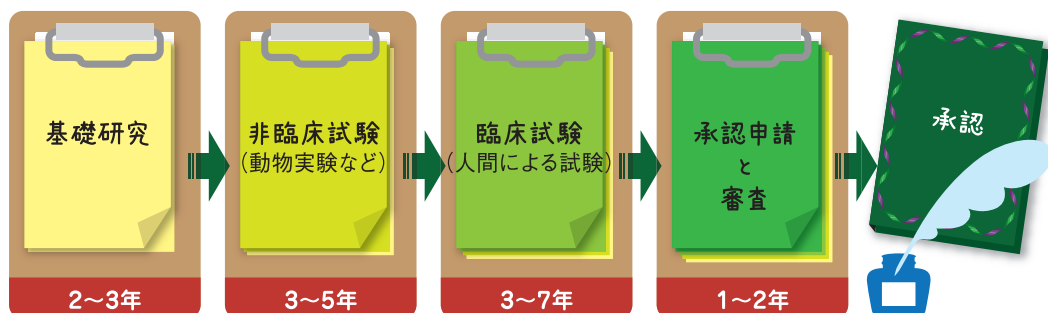 基礎研究
2〜3年
非臨床試験
（動物実験など）
3〜5年
臨床試験
（人間による試験）
3〜7年
承認申請
と
審査
1〜2年
承認